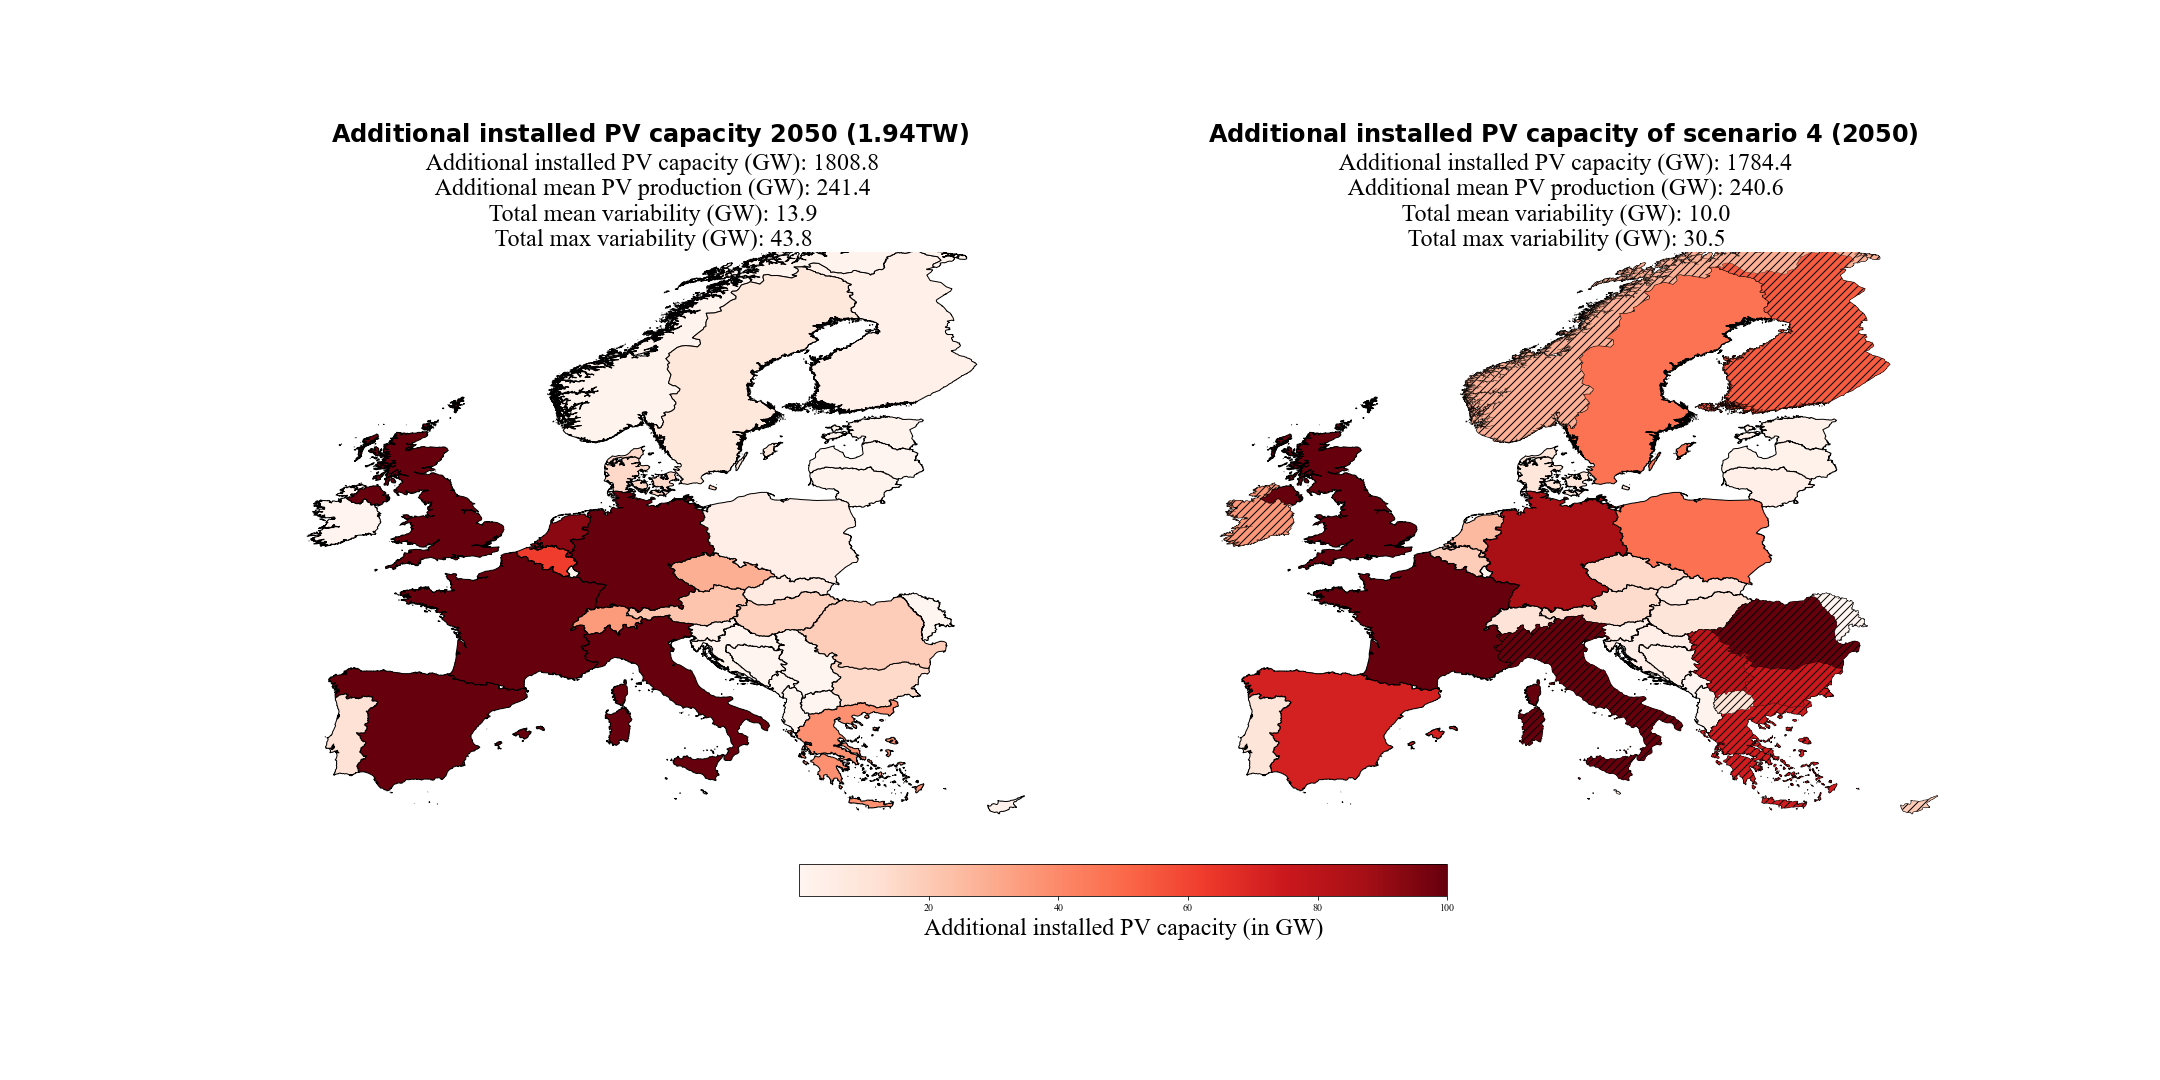 Additional installed PV capacity 2050 (1.94TW)
Additional installed PV capacity (GW): 1808.8
Additional mean PV production (GW): 241.4
Total mean variability (GW): 13.9
Total max variability (GW): 43.8
Additional installed PV capacity of scenario 4 (2050)
Additional installed PV capacity (GW): 1784.4
Additional mean PV production (GW): 240.6
Total mean variability (GW): 10.0
Total max variability (GW): 30.5
20 40 60 80 100
Additional installed PV capacity (in GW)